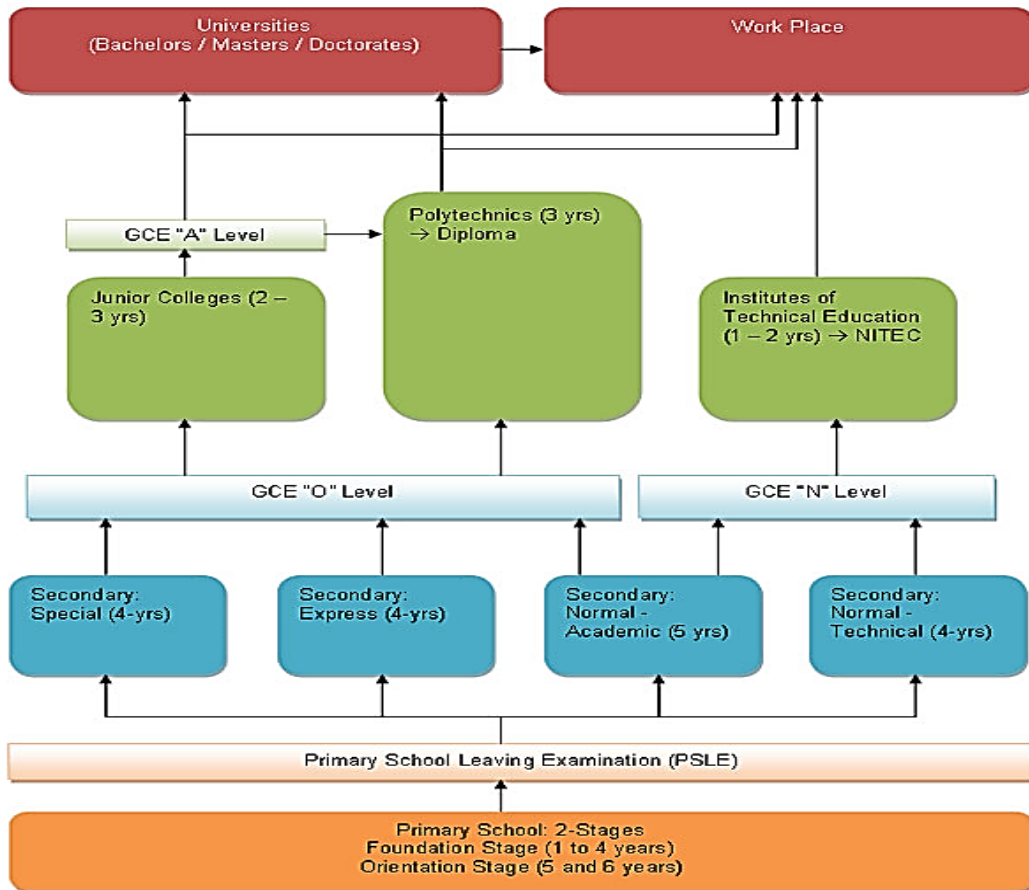 Universities
(Bachelors / Masters / Doctorates)
Work Place
GCE "A" Level
Polytechnics (3 yrs)
→ Diploma
Junior Colleges (2 –
3 yrs)
Institutes of
Technical Education
(1 – 2 yrs) → NITEC
GCE "O" Level
GCE "N" Level
Secondary:
Special (4-yrs)
Secondary:
Express (4-yrs)
Secondary:
Normal -
Academic (5 yrs)
Secondary:
Normal -
Technical (4-yrs)
Primary School Leaving Examination (PSLE)
Primary School: 2-Stages
Foundation Stage (1 to 4 years)
Orientation Stage (5 and 6 years)